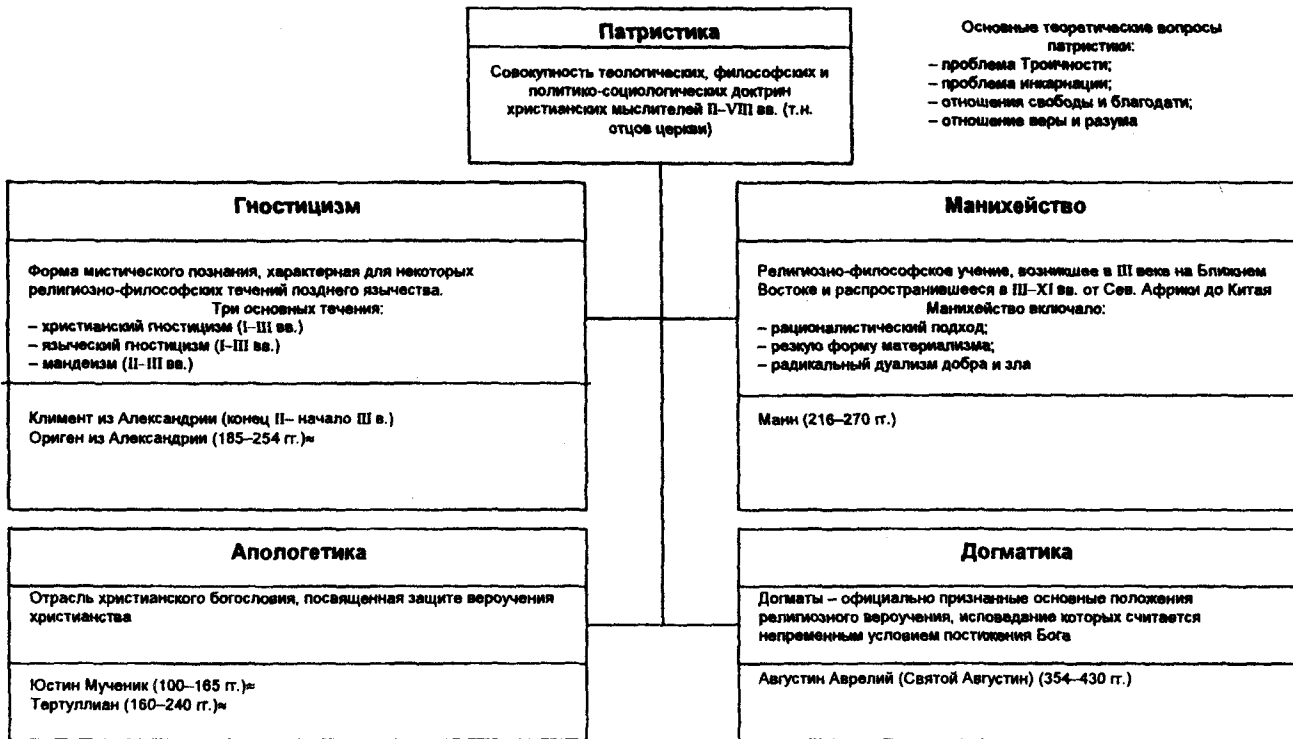 Патристика
Совокупность теологических, философских и
политико-социологических доктрин
христианских мыслителей II–VIII вв. (т.н.
отцов церкви)
Основные теоретические вопросы
патристики:
– проблема Троичности;
– проблема инкарнации;
– отношения свободы и благодати;
– отношение веры и разума
Гностицизм
Форма мистического познания, характерная для некоторых
религиозно-философских течений позднего язычества.
Три основных течения:
– христианский гностицизм (I–III вв.)
– языческий гностицизм (I–III вв.)
– мандеизм (II–III вв.)
Климент из Александрии (конец II– начало III в.)
Ориген из Александрии (185–254 гг.)≈
Манихейство
Религиозно-философское учение, возникшее в III веке на Ближнем
Востоке и распространившееся в III–XI вв. от Сев. Африки до Китая
Манихейство включало:
– рационалистический подход;
– резкую форму материализма;
– радикальный дуализм добра и зла
Мани (216–270 гг.)
Апологетика
Отрасль христианского богословия, посвященная защите вероучения
христианства
Юстин Мученик (100–165 гг.)≈
Тертуллиан (160–240 гг.)≈
Догматика
Догматы – официально признанные основные положения
религиозного вероучения, исповедание которых считается
непременным условием постижения Бога
Августин Аврелий (Святой Августин) (354–430 гг.)